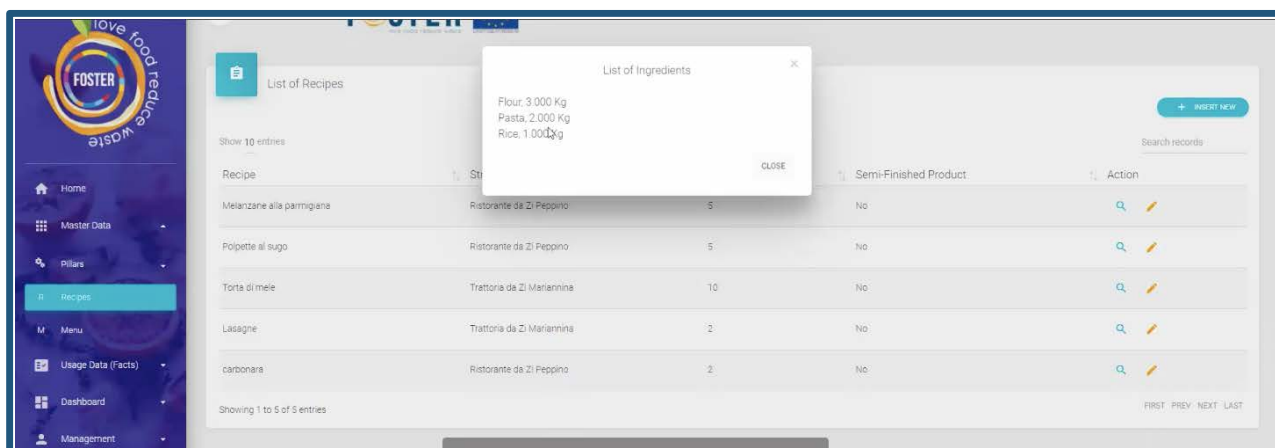 love food reduce waste
FOSTER
Home
Master Data
Pillars
R Recipes
M Menu
Usage Data (Facts)
Dashboard
Management
List of Recipes
+ INSERT NEW
Show 10 entries
Search records
Recipe St Semi-Finished Product Action
Melanzane alla parmigiana Ristorante da Zi Peppino 5 No
Polpette al sugo Ristorante da Zi Peppino 5 No
Torta di mele Trattoria da Zi Mariannina 10 No
Lasagne Trattoria da Zi Mariannina 2 No
carbonara Ristorante da Zi Peppino 2 No
Showing 1 to 5 of 5 entries
FIRST PREV NEXT LAST
List of Ingredients
Flour, 3.000 Kg
Pasta, 2.000 Kg
Rice, 1.000 Kg
CLOSE